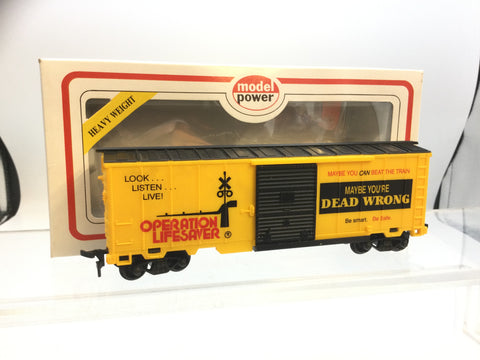 model
power
HEAVY WEIGHT
LOOK...
LISTEN...
LIVE!
OPERATION
LIFESAVER
MAYBE YOU CAN BEAT THE TRAIN
MAYBE YOU'RE
DEAD WRONG
Be smart. Be Safe.